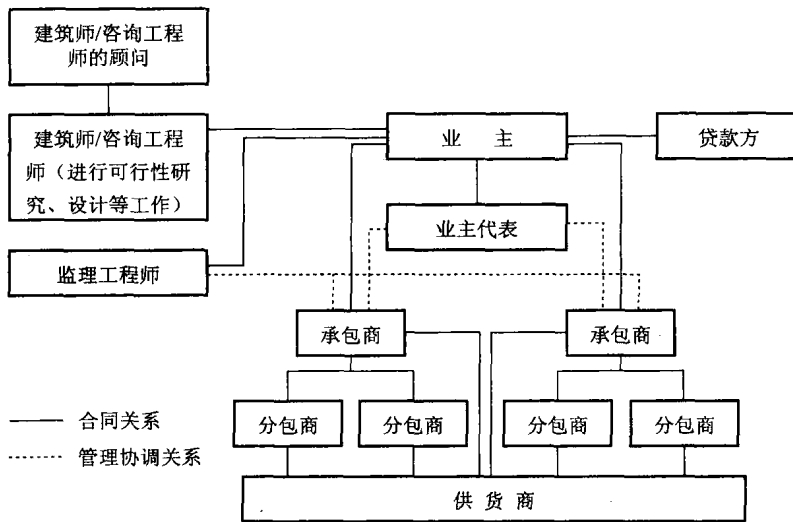 建筑师/咨询工程
师的顾问
建筑师/咨询工程
师（进行可行性研
究、设计等工作）
业 主
贷款方
业主代表
监理工程师
承包商
承包商
分包商
分包商
分包商
分包商
合同关系
管理协调关系
供 货 商